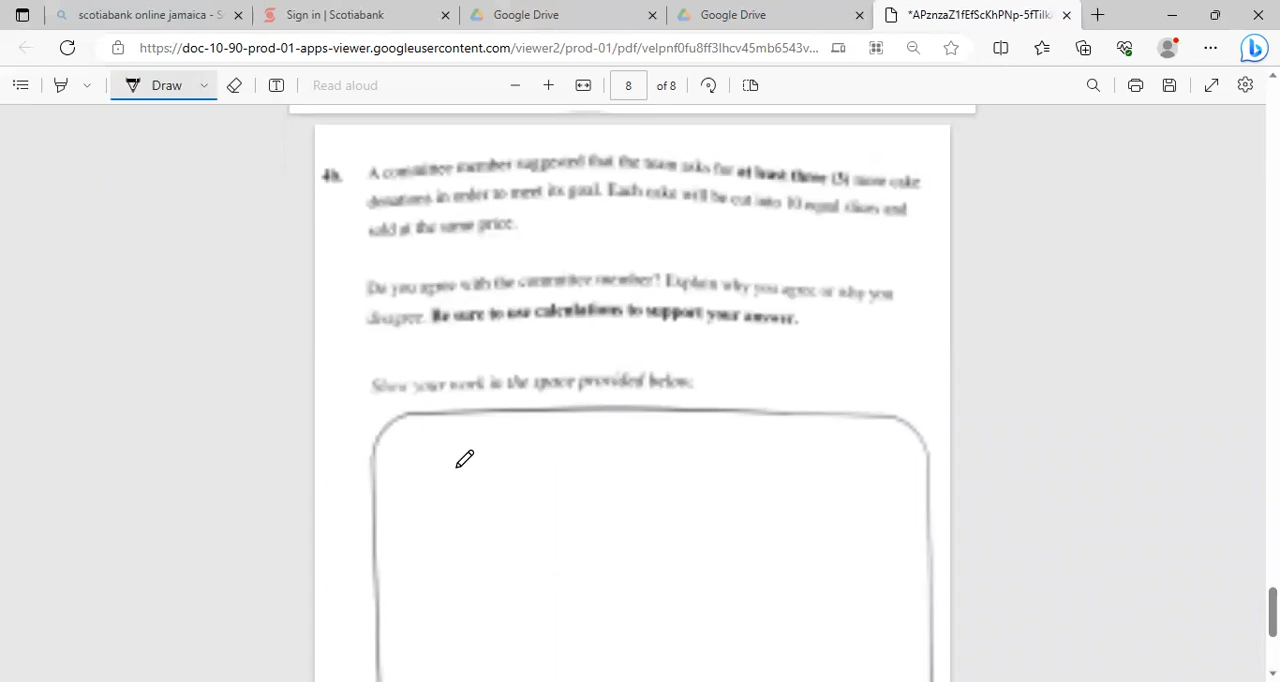 scotiabank online jamaica - S
Sign in | Scotiabank
Google Drive
Google Drive
*APznzaZ1fEfScKhPNp-5fTilk
https://doc-10-90-prod-01-apps-viewer.googleusercontent.com/viewer2/prod-01/pdf/velpnf0fu8ff3lhcv45mb6543v...
Draw
Read aloud
8
of 8
4b. A committee member suggested that the team asks for at least three (3) more cake
donations in order to meet its goal. Each cake will be cut into 10 equal slices and
sold at the same price.
Do you agree with the committee member? Explain why you agree or why you
disagree. Be sure to use calculations to support your answer.
Show your work in the space provided below.